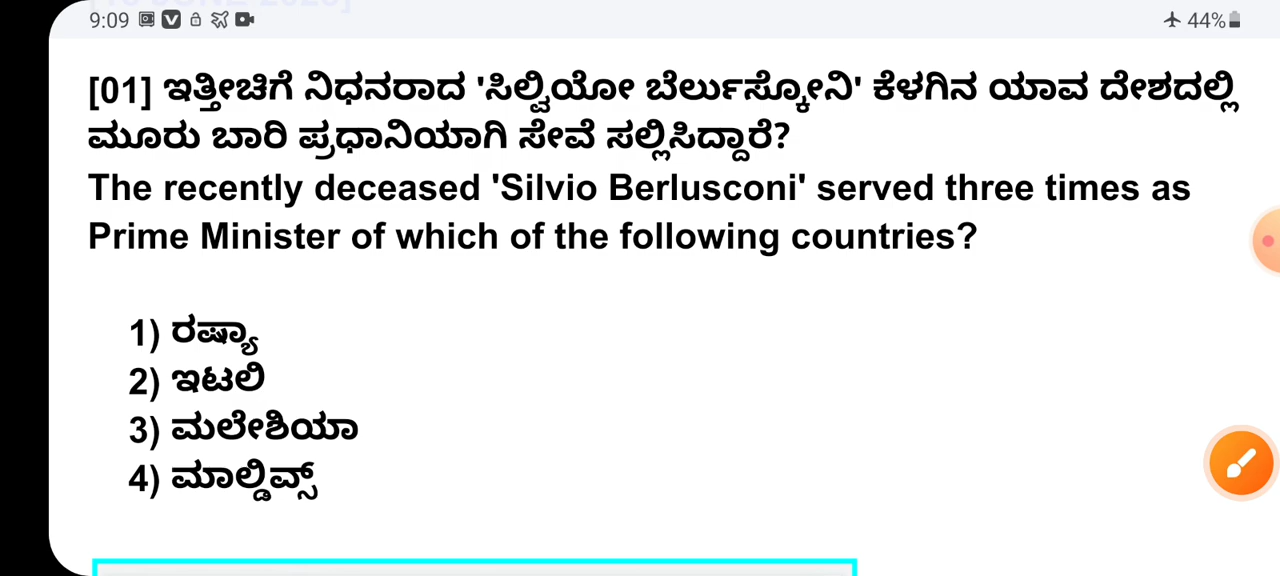 9:09
44%
[01] ಇತ್ತೀಚಿಗೆ ನಿಧನರಾದ 'ಸಿಲ್ವಿಯೋ ಬೆರ್ಲುಸ್ಕೋನಿ' ಕೆಳಗಿನ ಯಾವ ದೇಶದಲ್ಲಿ
ಮೂರು ಬಾರಿ ಪ್ರಧಾನಿಯಾಗಿ ಸೇವೆ ಸಲ್ಲಿಸಿದ್ದಾರೆ?
The recently deceased 'Silvio Berlusconi' served three times as
Prime Minister of which of the following countries?
1) ರಷ್ಯಾ
2) ಇಟಲಿ
3) ಮಲೇಶಿಯಾ
4) ಮಾಲ್ಡಿವ್ಸ್